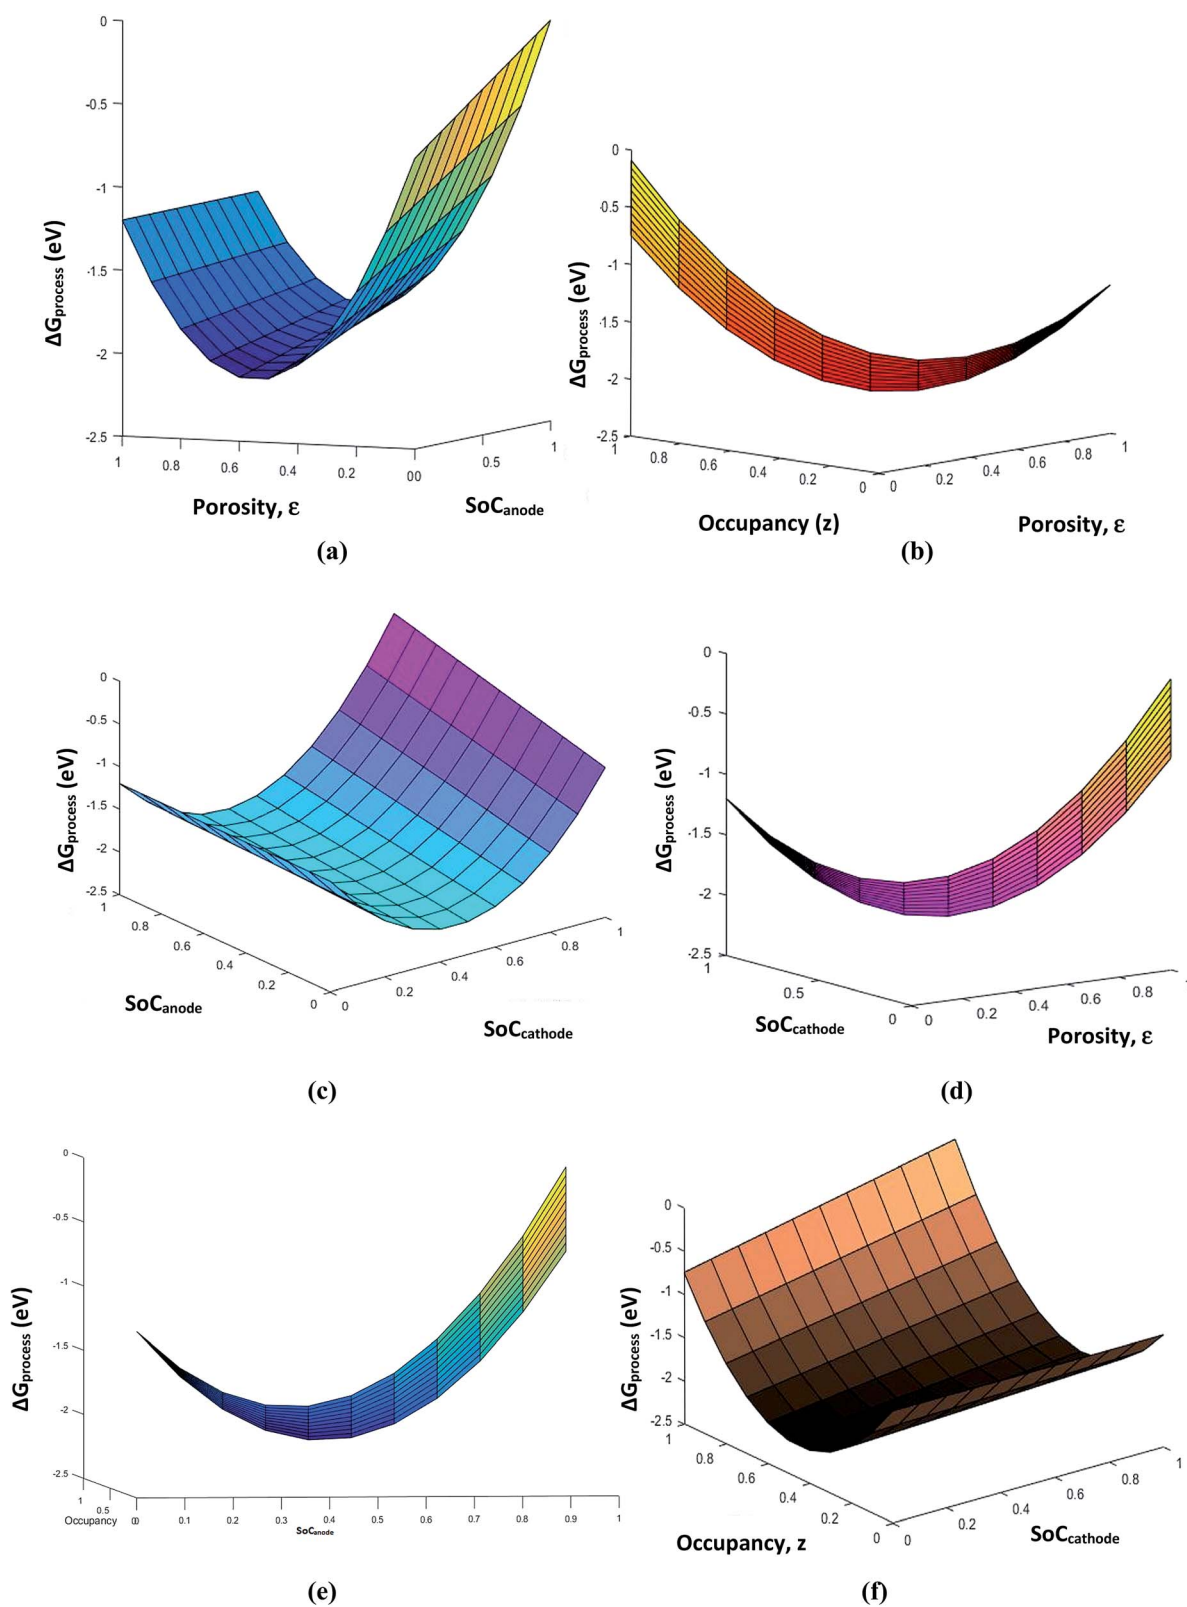 0
-0.5
-1
-1.5
-2
-2.5
ΔGprocess (eV)
1 0.8 0.6 0.4 0.2 00 0.5 1
Porosity, ε SoCanode
(a)
0
-0.5
-1
-1.5
-2
-2.5
ΔGprocess (eV)
1 0.8 0.6 0.4 0.2 0 0 0.2 0.4 0.6 0.8 1
Occupancy (z) Porosity, ε
(b)
0
-0.5
-1
-1.5
-2
-2.5
ΔGprocess (eV)
1 0.8 0.6 0.4 0.2 0 0 0.2 0.4 0.6 0.8 1
SoCanode SoCcathode
(c)
0
-0.5
-1
-1.5
-2
-2.5
ΔGprocess (eV)
1 0.5 0 0 0.2 0.4 0.6 0.8
SoCcathode Porosity, ε
(d)
0
-0.5
-1
-1.5
-2
-2.5
ΔGprocess (eV)
1 0.5 0 0 0.1 0.2 0.3 0.4 0.5 0.6 0.7 0.8 0.9 1
Occupancy SoCanode
(e)
0
-0.5
-1
-1.5
-2
-2.5
ΔGprocess (eV)
1 0.8 0.6 0.4 0.2 0 0 0.2 0.4 0.6 0.8 1
Occupancy, z SoCcathode
(f)